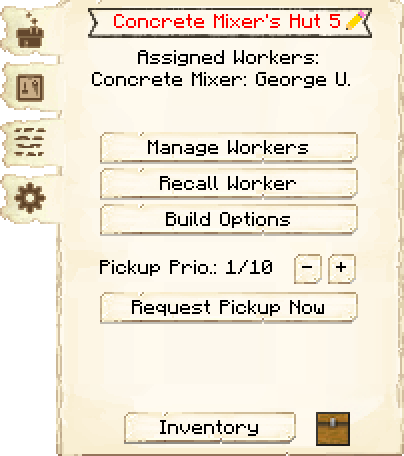 Concrete Mixer's Hut 5
Assigned Workers:
Concrete Mixer: George U.
Manage Workers
Recall Worker
Build Options
Pickup Prio.: 1/10 - +
Request Pickup Now
Inventory